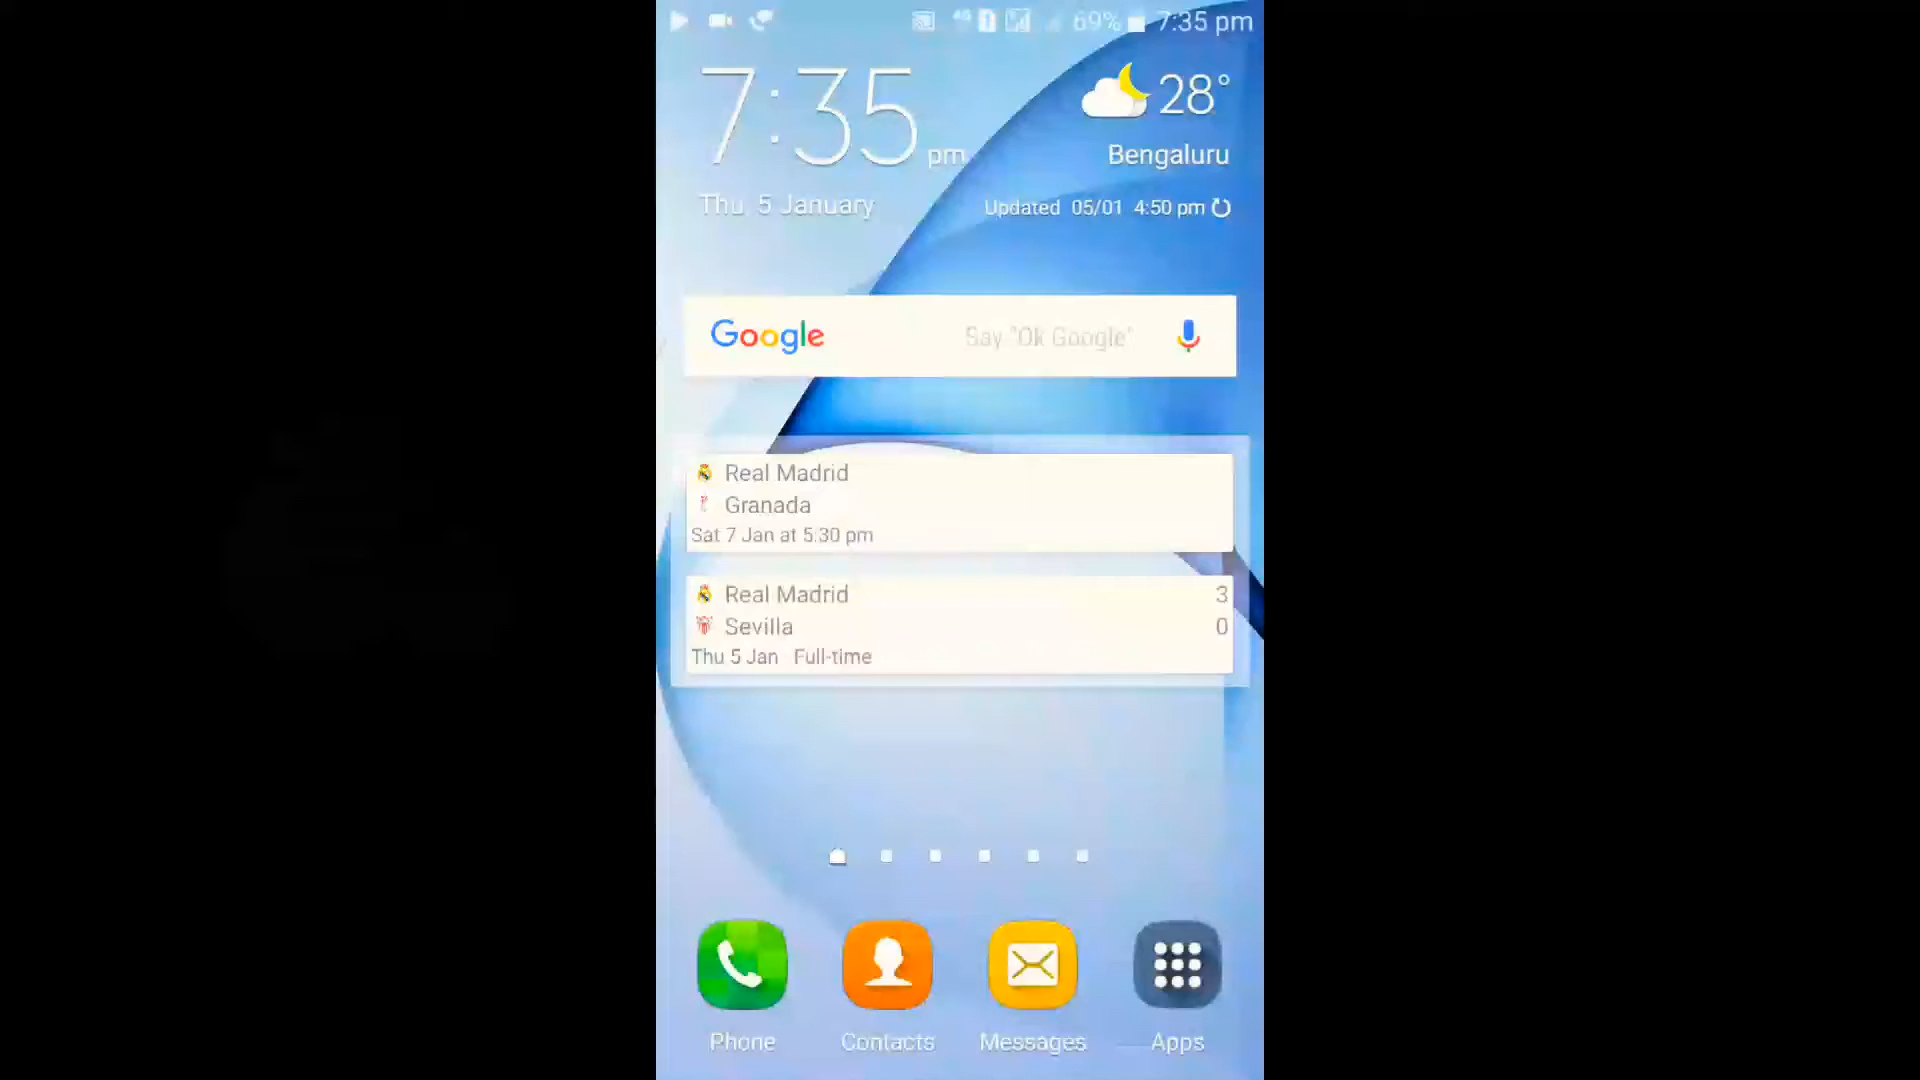 4G 1 69% 7:35 pm
7:35 pm
28°
Bengaluru
Thu, 5 January
Updated 05/01 4:50 pm
Google Say "Ok Google"
Real Madrid
Granada
Sat 7 Jan at 5:30 pm
Real Madrid 3
Sevilla 0
Thu 5 Jan · Full-time
Phone Contacts Messages Apps